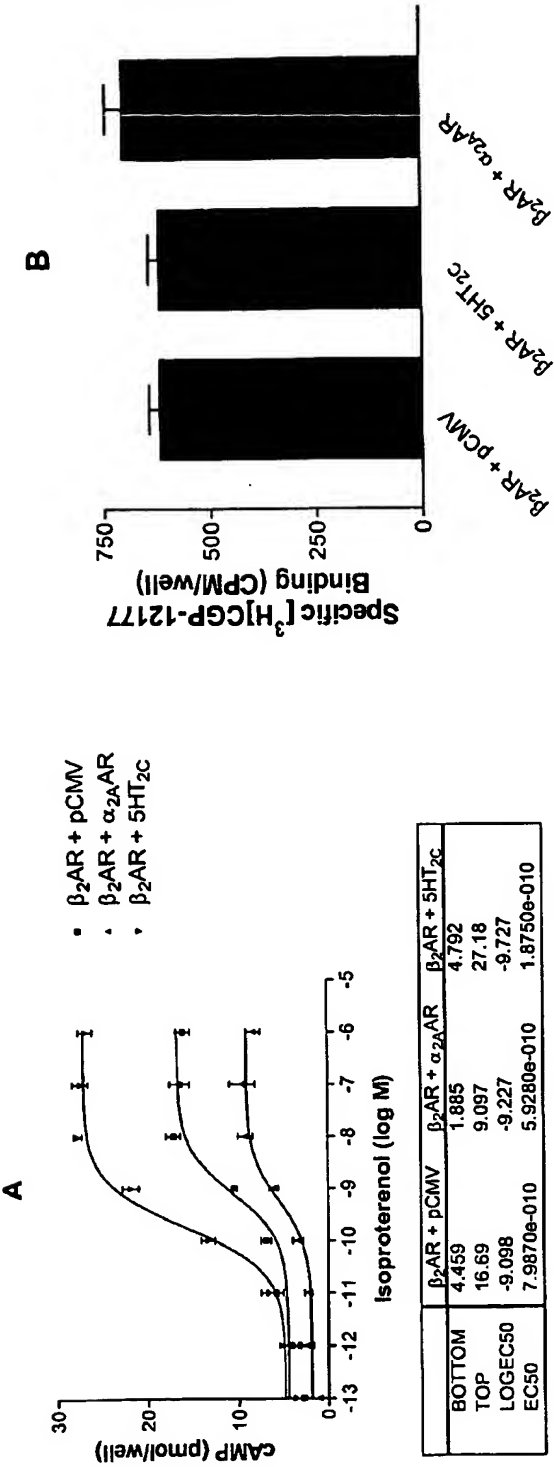 A
cAMP (pmol/well)
30
20
10
0
-13
-12
-11
-10
-9
-8
-7
-6
-5
Isoproterenol (log M)
β₂AR + pCMV
β₂AR + α₂ₐAR
β₂AR + 5HT₂C
β₂AR + pCMV β₂AR + α₂ₐAR β₂AR + 5HT₂C
BOTTOM 4.459 1.885 4.792
TOP 16.69 9.097 27.18
LOGEC50 -9.098 -9.227 -9.727
EC50 7.9870e-010 5.9280e-010 1.8750e-010
B
Specific [³H]CGP-12177
Binding (CPM/well)
750
500
250
0
β₂AR + pCMV
β₂AR + 5HT₂C
β₂AR + α₂ₐAR